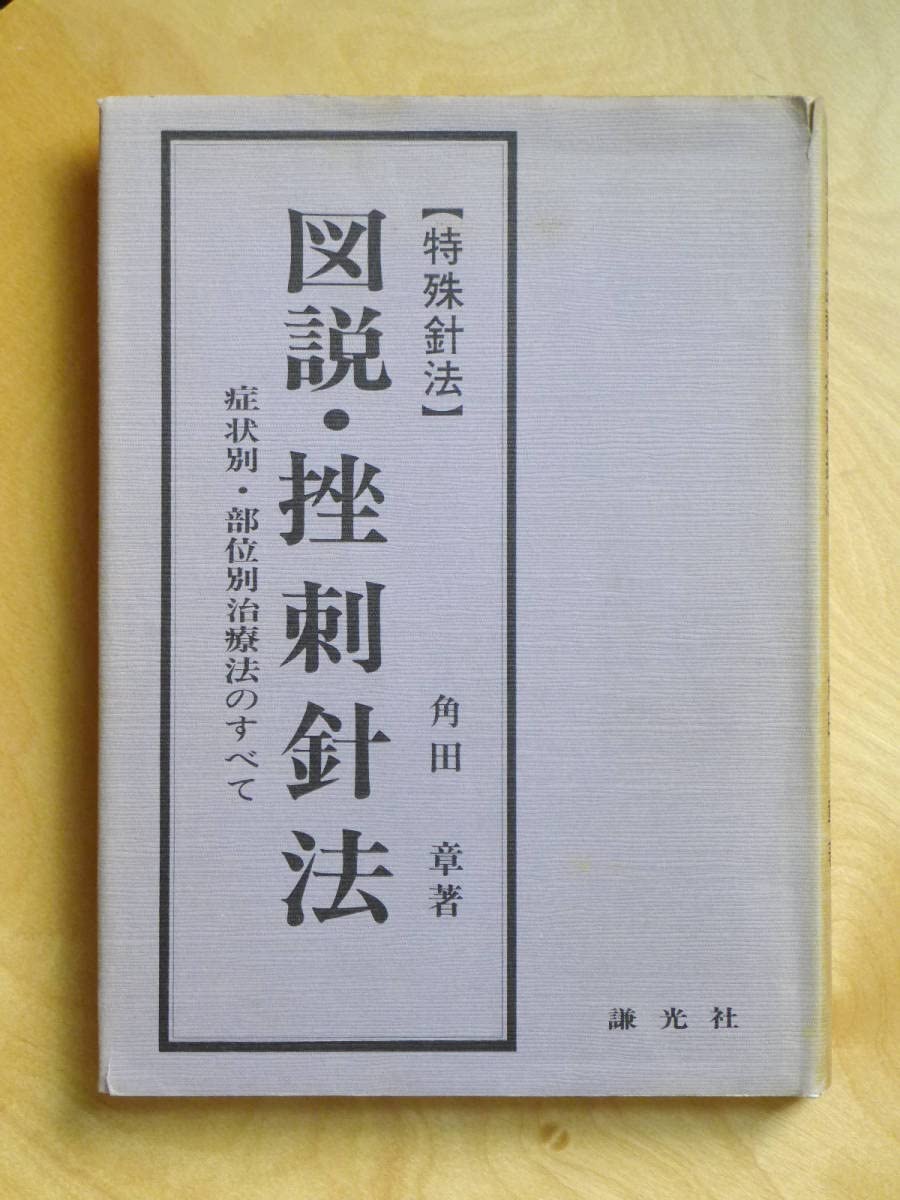 【特殊針法】
角田 章著
図説・挫刺針法
症状別・部位別治療法のすべて
謙光社